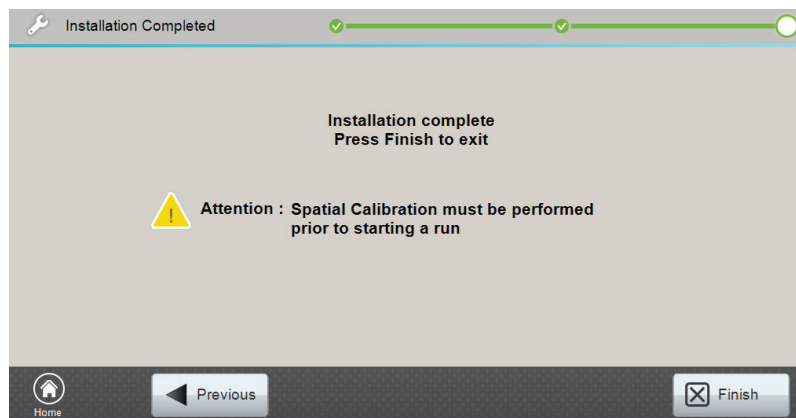 Installation Completed
Installation complete
Press Finish to exit
Attention : Spatial Calibration must be performed
prior to starting a run
Home
Previous
Finish